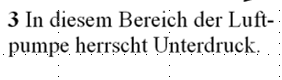 3 In diesem Bereich der Luft-
pumpe herrscht Unterdruck.